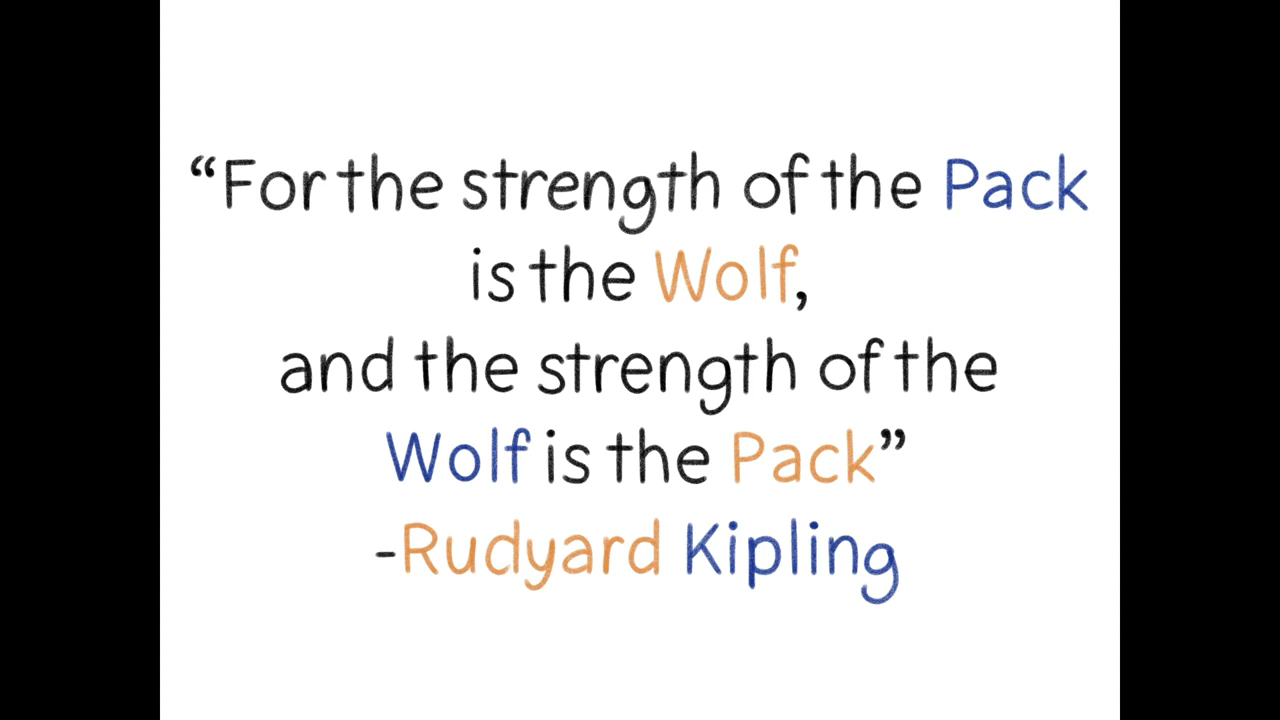 “For the strength of the Pack
is the Wolf,
and the strength of the
Wolf is the Pack”
-Rudyard Kipling